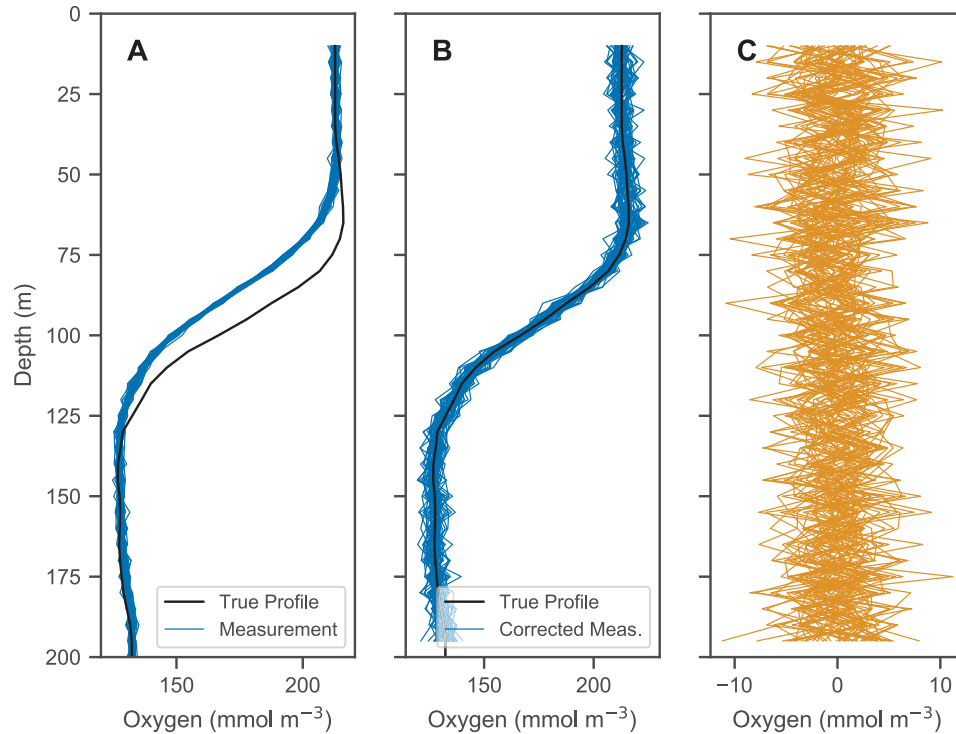 A
B
C
0
25
50
75
100
125
150
175
200
Depth (m)
True Profile
Measurement
True Profile
Corrected Meas.
150
200
150
200
−10
0
10
Oxygen (mmol m⁻³)
Oxygen (mmol m⁻³)
Oxygen (mmol m⁻³)